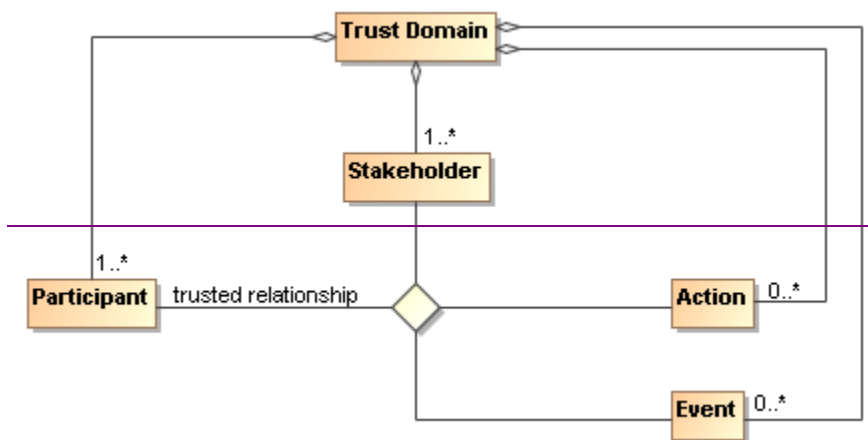 Trust Domain
1..*
Stakeholder
1..*
Participant
trusted relationship
Action
0..*
Event
0..*